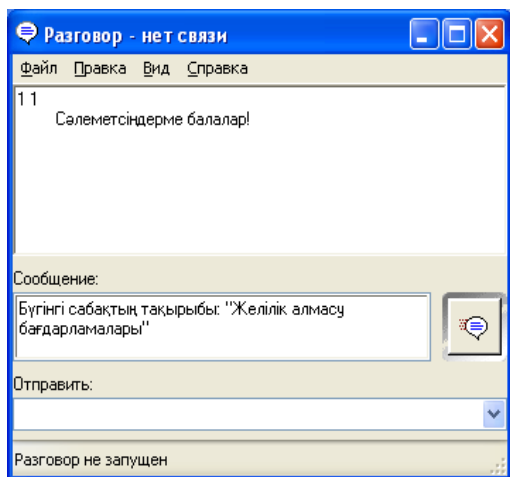 Разговор - нет связи
Файл Правка Вид Справка
1 1
Сәлеметсіңдерме балалар!
Сообщение:
Бүгінгі сабақтың тақырыбы: "Желілік алмасу
бағдарламалары"
Отправить:
Разговор не запущен